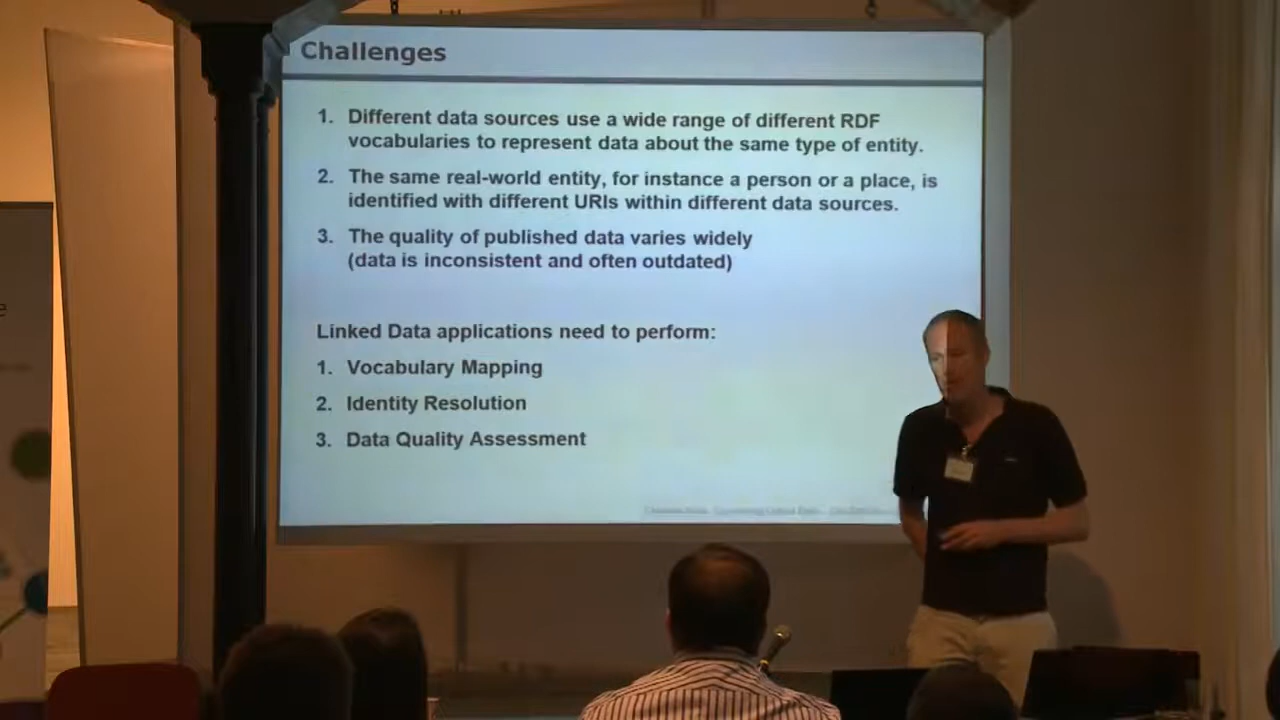 Challenges
1. Different data sources use a wide range of different RDF
vocabularies to represent data about the same type of entity.
2. The same real-world entity, for instance a person or a place, is
identified with different URIs within different data sources.
3. The quality of published data varies widely
(data is inconsistent and often outdated)
Linked Data applications need to perform:
1. Vocabulary Mapping
2. Identity Resolution
3. Data Quality Assessment
e